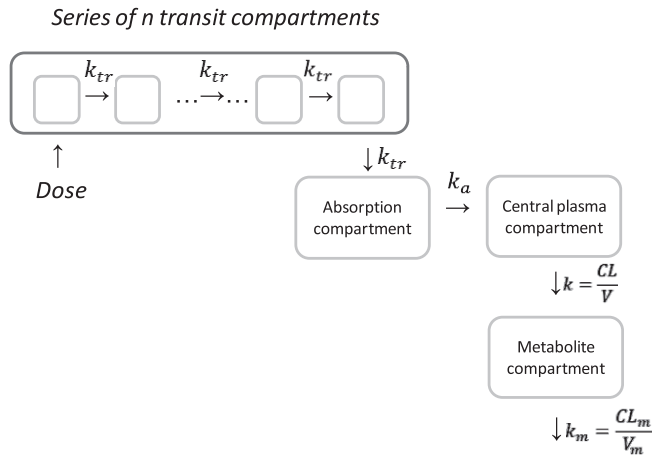 Series of n transit compartments
k_tr k_tr k_tr
→ ...→... →
↑ ↓k_tr
Dose
Absorption
compartment
k_a
→
Central plasma
compartment
↓k = CL/V
Metabolite
compartment
↓k_m = CL_m/V_m